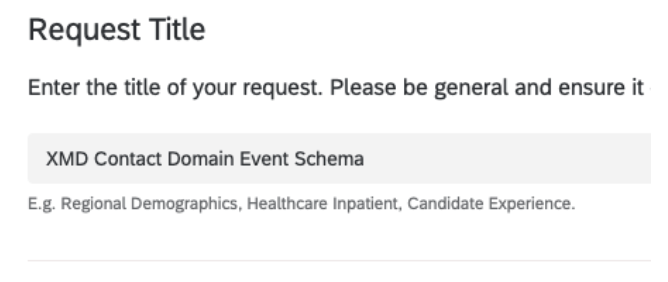 Request Title
Enter the title of your request. Please be general and ensure it
XMD Contact Domain Event Schema
E.g. Regional Demographics, Healthcare Inpatient, Candidate Experience.